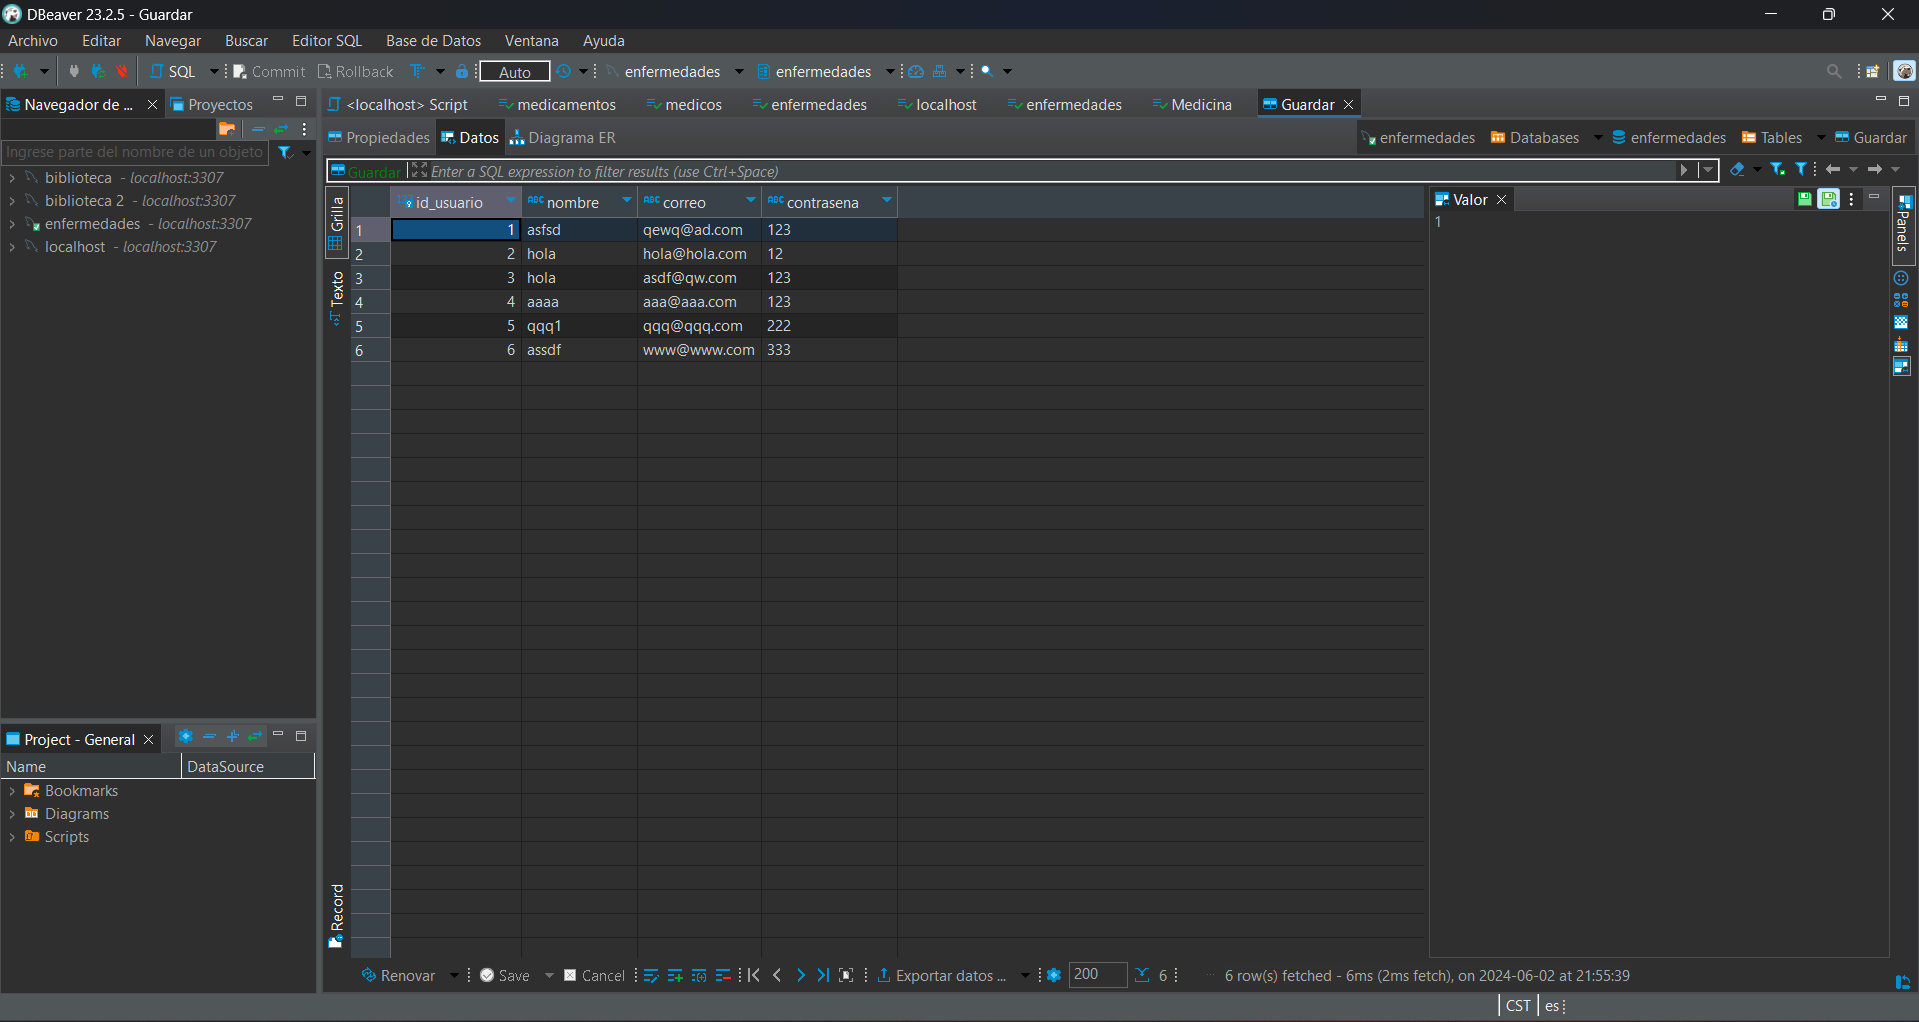 DBeaver 23.2.5 - Guardar
Archivo Editar Navegar Buscar Editor SQL Base de Datos Ventana Ayuda
SQL Commit Rollback Auto enfermedades enfermedades
Navegador de ... Proyectos <localhost> Script medicamentos medicos enfermedades localhost enfermedades Medicina Guardar
Propiedades Datos Diagrama ER enfermedades Databases enfermedades Tables Guardar
Ingrese parte del nombre de un objeto
Guardar Enter a SQL expression to filter results (use Ctrl+Space)
biblioteca - localhost:3307
biblioteca 2 - localhost:3307
enfermedades - localhost:3307
localhost - localhost:3307
Grilla
Texto
Record
id_usuario ABC nombre ABC correo ABC contrasena
1 1 asfsd qewq@ad.com 123
2 2 hola hola@hola.com 12
3 3 hola asdf@qw.com 123
4 4 aaaa aaa@aaa.com 123
5 5 qqq1 qqq@qqq.com 222
6 6 assdf www@www.com 333
Valor
1
Panels
Project - General
Name DataSource
Bookmarks
Diagrams
Scripts
Renovar Save Cancel Exportar datos ... 200 6 6 row(s) fetched - 6ms (2ms fetch), on 2024-06-02 at 21:55:39
CST es